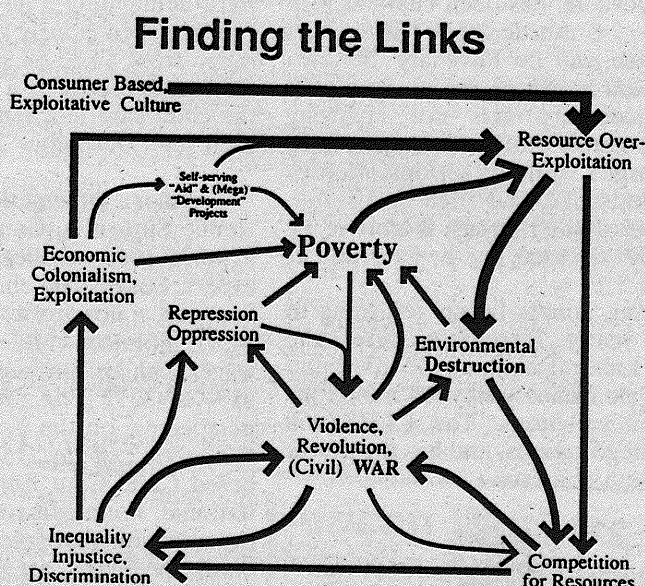 Finding the Links
Consumer Based,
Exploitative Culture
Resource Over-
Exploitation
Self-serving
"Aid" & (Mega)
"Development"
Projects
Poverty
Economic
Colonialism,
Exploitation
Repression
Oppression
Environmental
Destruction
Violence,
Revolution,
(Civil) WAR
Inequality
Injustice,
Discrimination
Competition
for Resources